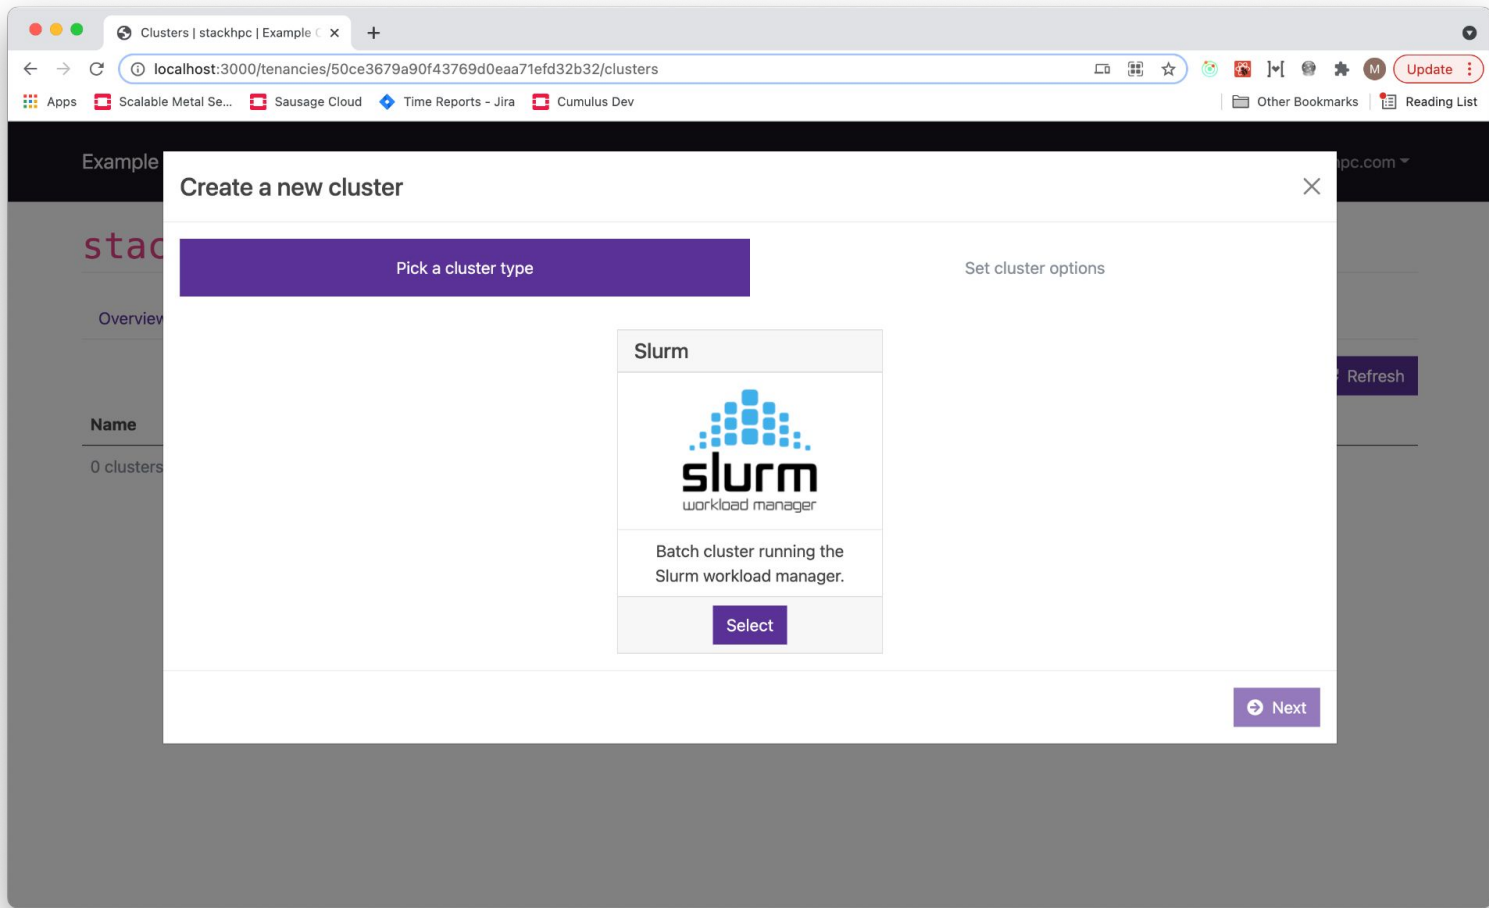 Clusters | stackhpc | Example
localhost:3000/tenancies/50ce3679a90f43769d0eaa71efd32b32/clusters
M
Update
Apps
Scalable Metal Se...
Sausage Cloud
Time Reports - Jira
Cumulus Dev
Other Bookmarks
Reading List
Example
hpc.com
Create a new cluster
stac
Pick a cluster type
Set cluster options
Overview
Slurm
Refresh
slurm
workload manager
Name
0 clusters
Batch cluster running the
Slurm workload manager.
Select
Next